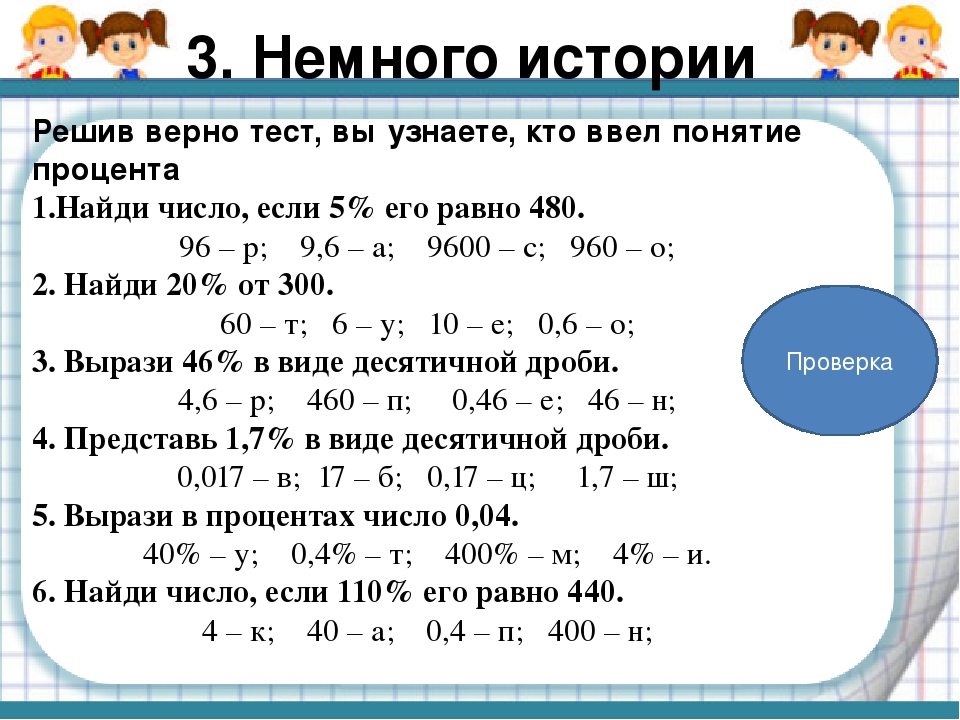 3. Немного истории
Решив верно тест, вы узнаете, кто ввел понятие
процента
1.Найди число, если 5% его равно 480.
96 – р; 9,6 – а; 9600 – с; 960 – о;
2. Найди 20% от 300.
60 – т; 6 – у; 10 – е; 0,6 – о;
3. Вырази 46% в виде десятичной дроби.
4,6 – р; 460 – п; 0,46 – е; 46 – н;
4. Представь 1,7% в виде десятичной дроби.
0,017 – в; 17 – б; 0,17 – ц; 1,7 – ш;
5. Вырази в процентах число 0,04.
40% – у; 0,4% – т; 400% – м; 4% – и.
6. Найди число, если 110% его равно 440.
4 – к; 40 – а; 0,4 – п; 400 – н;
Проверка